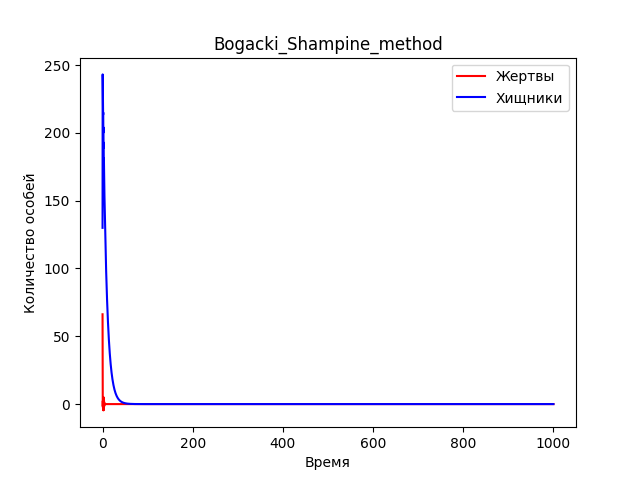 Bogacki_Shampine_method
Жертвы
Хищники
Количество особей
250
200
150
100
50
0
0
200
400
600
800
1000
Время